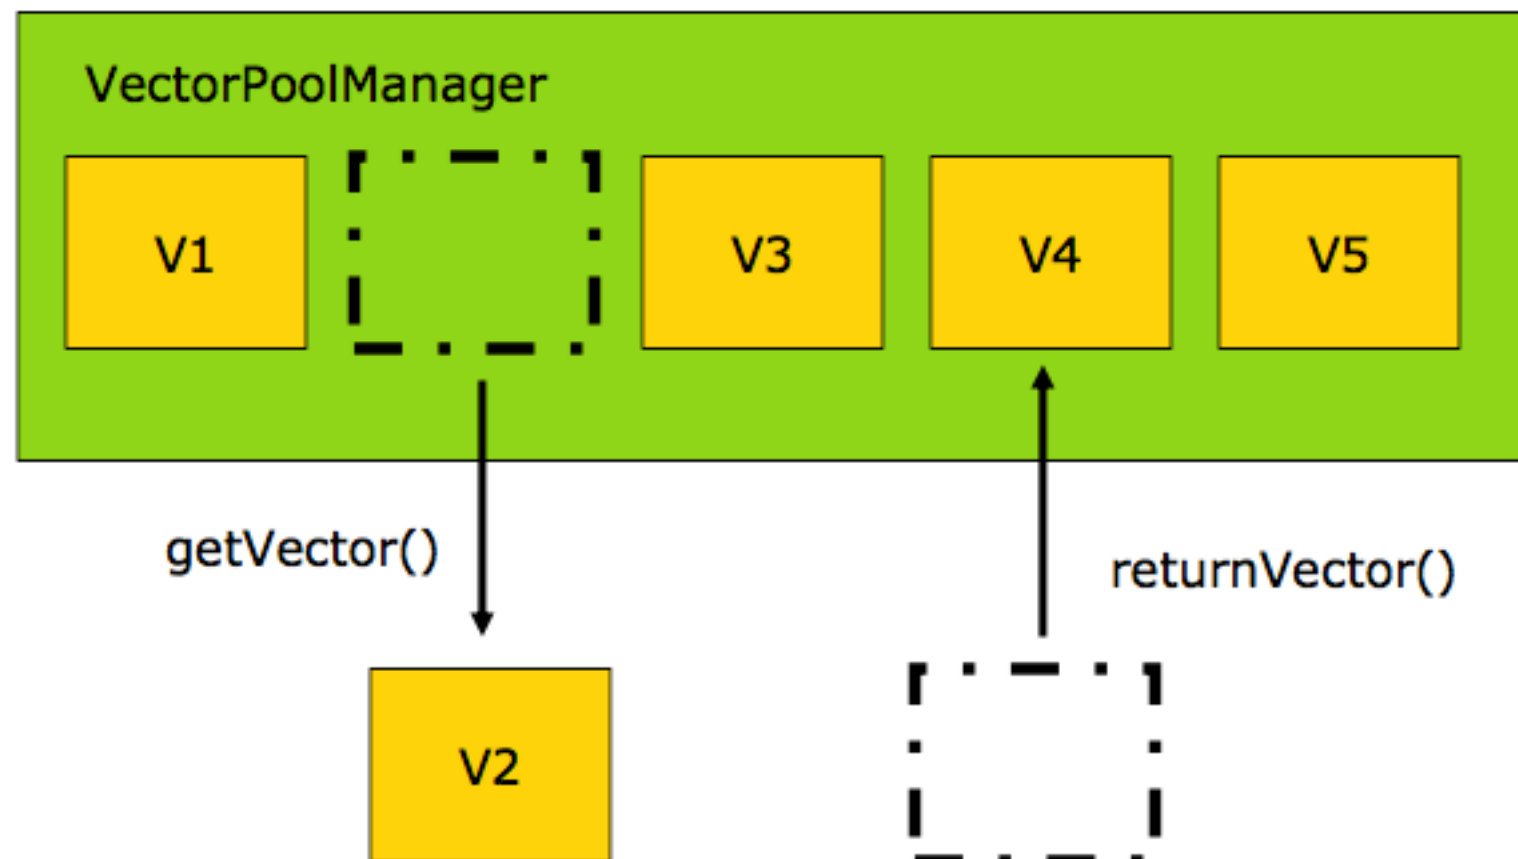 VectorPoolManager
V1
V3
V4
V5
getVector()
returnVector()
V2